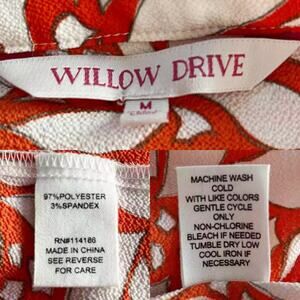 WILLOW DRIVE
M
97%POLYESTER
3%SPANDEX
RN#114186
MADE IN CHINA
SEE REVERSE
FOR CARE
MACHINE WASH
COLD
WITH LIKE COLORS
GENTLE CYCLE
ONLY
NON-CHLORINE
BLEACH IF NEEDED
TUMBLE DRY LOW
COOL IRON IF
NECESSARY